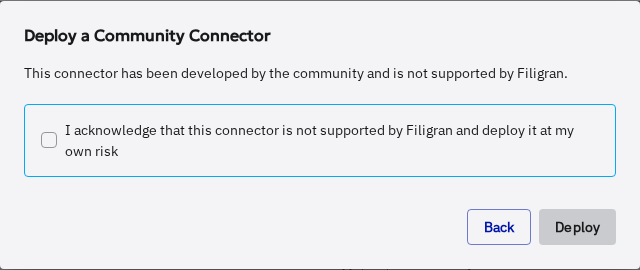 Deploy a Community Connector
This connector has been developed by the community and is not supported by Filigran.
I acknowledge that this connector is not supported by Filigran and deploy it at my
own risk
Back
Deploy